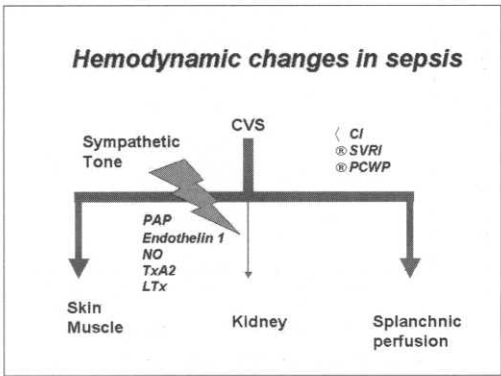 Hemodynamic changes in sepsis
CVS
Sympathetic
Tone
〈 CI
® SVRI
® PCWP
PAP
Endothelin 1
NO
TxA2
LTx
Skin
Muscle
Kidney
Splanchnic
perfusion